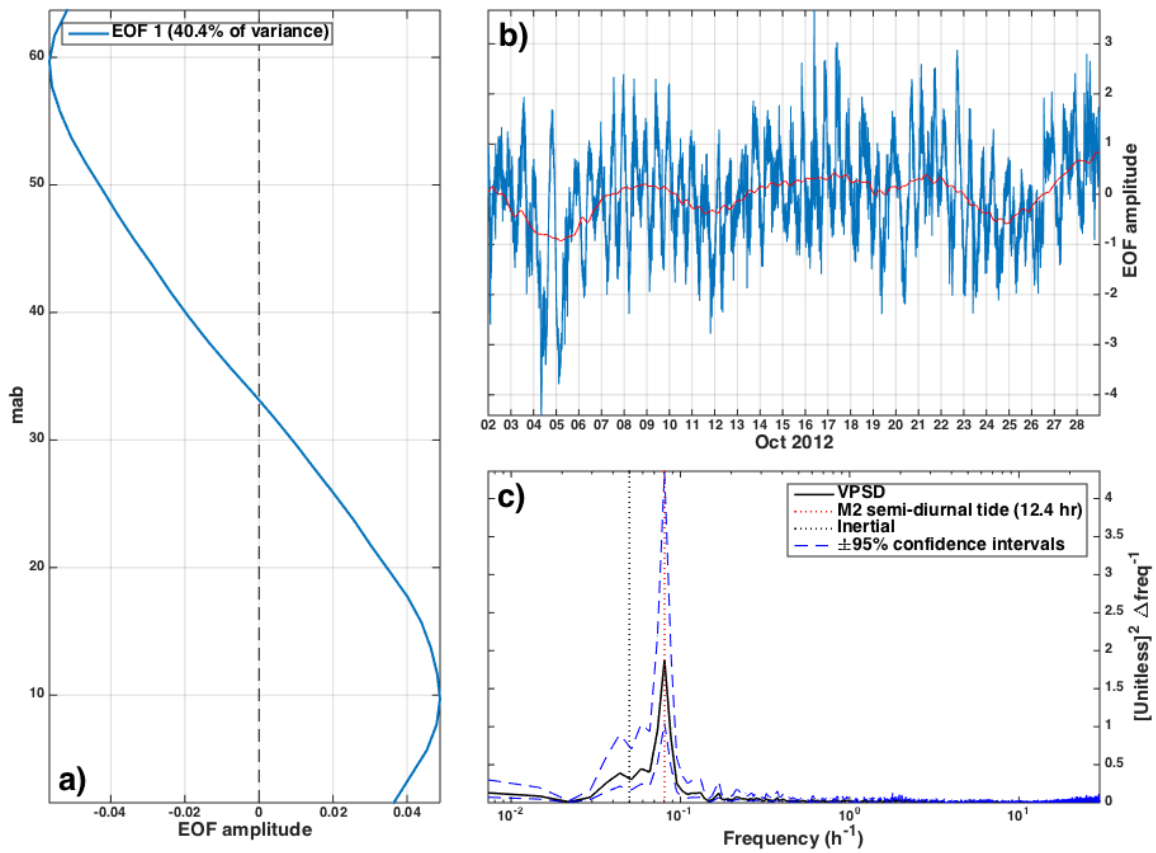 EOF 1 (40.4% of variance)
60
50
40
30
20
10
mab
a)
-0.04 -0.02 0 0.02 0.04
EOF amplitude
b)
3
2
1
0
-1
-2
-3
-4
EOF amplitude
02 03 04 05 06 07 08 09 10 11 12 13 14 15 16 17 18 19 20 21 22 23 24 25 26 27 28
Oct 2012
c)
VPSD
M2 semi-diurnal tide (12.4 hr)
Inertial
±95% confidence intervals
4
3.5
3
2.5
2
1.5
1
0.5
0
[Unitless]² Δfreq⁻¹
10⁻² 10⁻¹ 10⁰ 10¹
Frequency (h⁻¹)